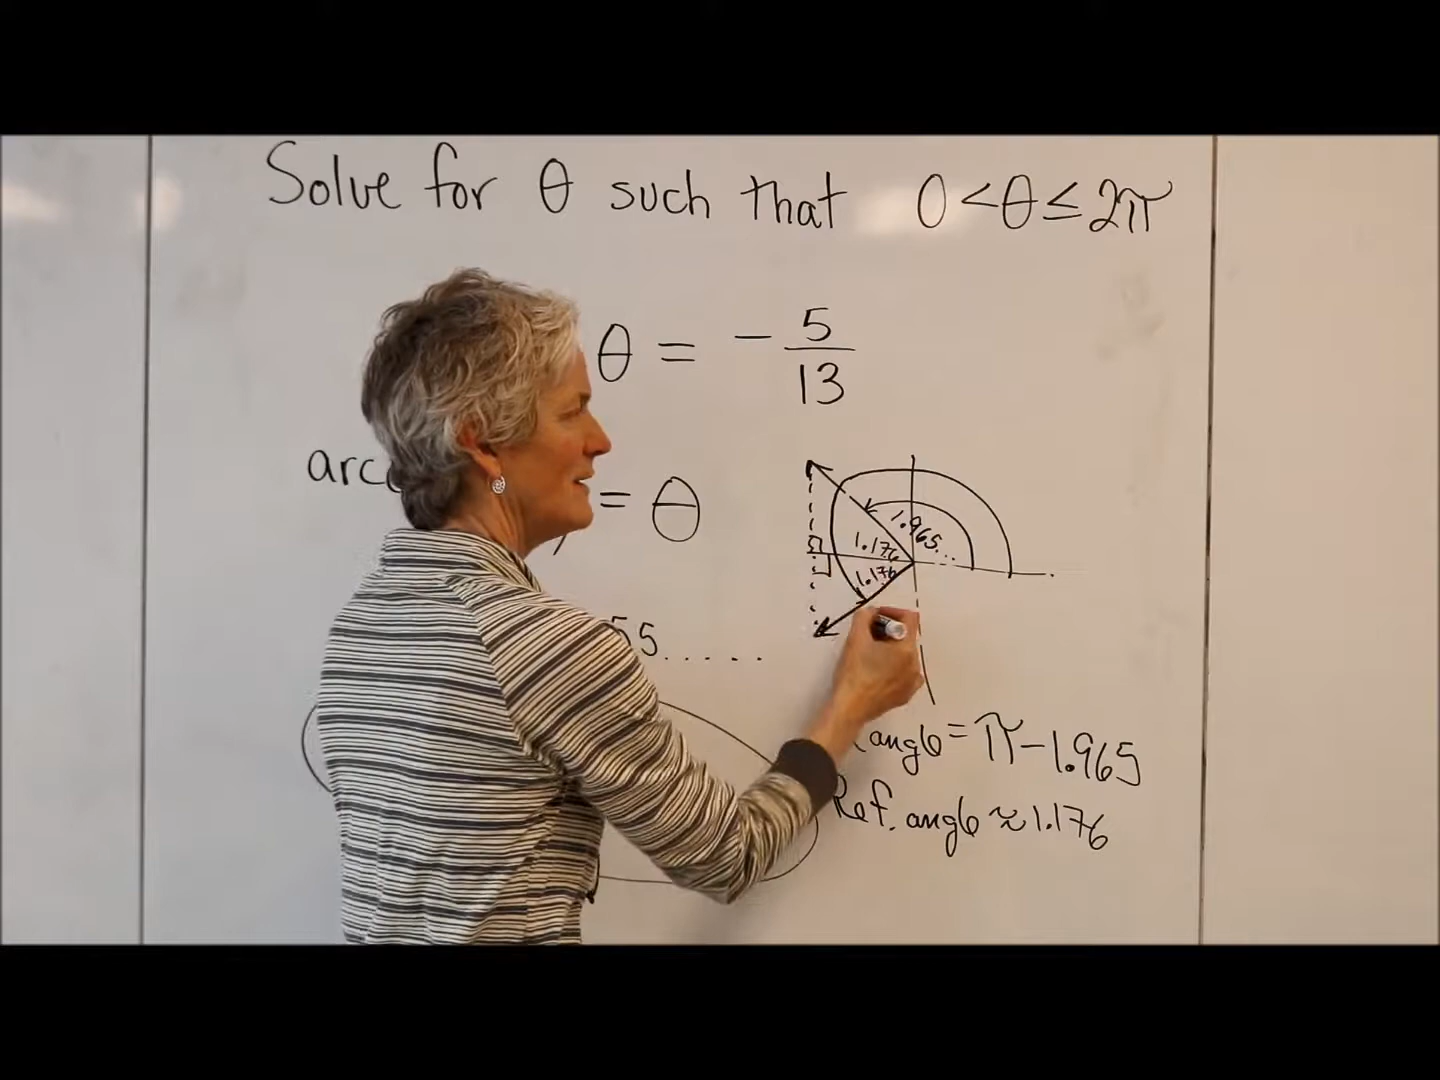 Solve for θ such that 0 < θ ≤ 2π
θ = - 5/13
arcc
= θ
1.965...
1.176
1.176
55.....
angle = π - 1.965
Ref. angle ≈ 1.176